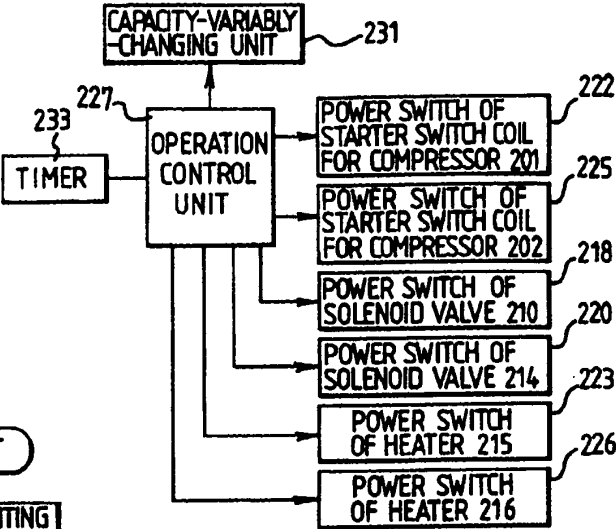 CAPACITY-VARIABLY
-CHANGING UNIT
231
227
OPERATION
CONTROL
UNIT
233
TIMER
POWER SWITCH OF
STARTER SWITCH COIL
FOR COMPRESSOR 201
222
POWER SWITCH OF
STARTER SWITCH COIL
FOR COMPRESSOR 202
225
POWER SWITCH OF
SOLENOID VALVE 210
218
POWER SWITCH OF
SOLENOID VALVE 214
220
POWER SWITCH
OF HEATER 215
223
POWER SWITCH
OF HEATER 216
226
ITING